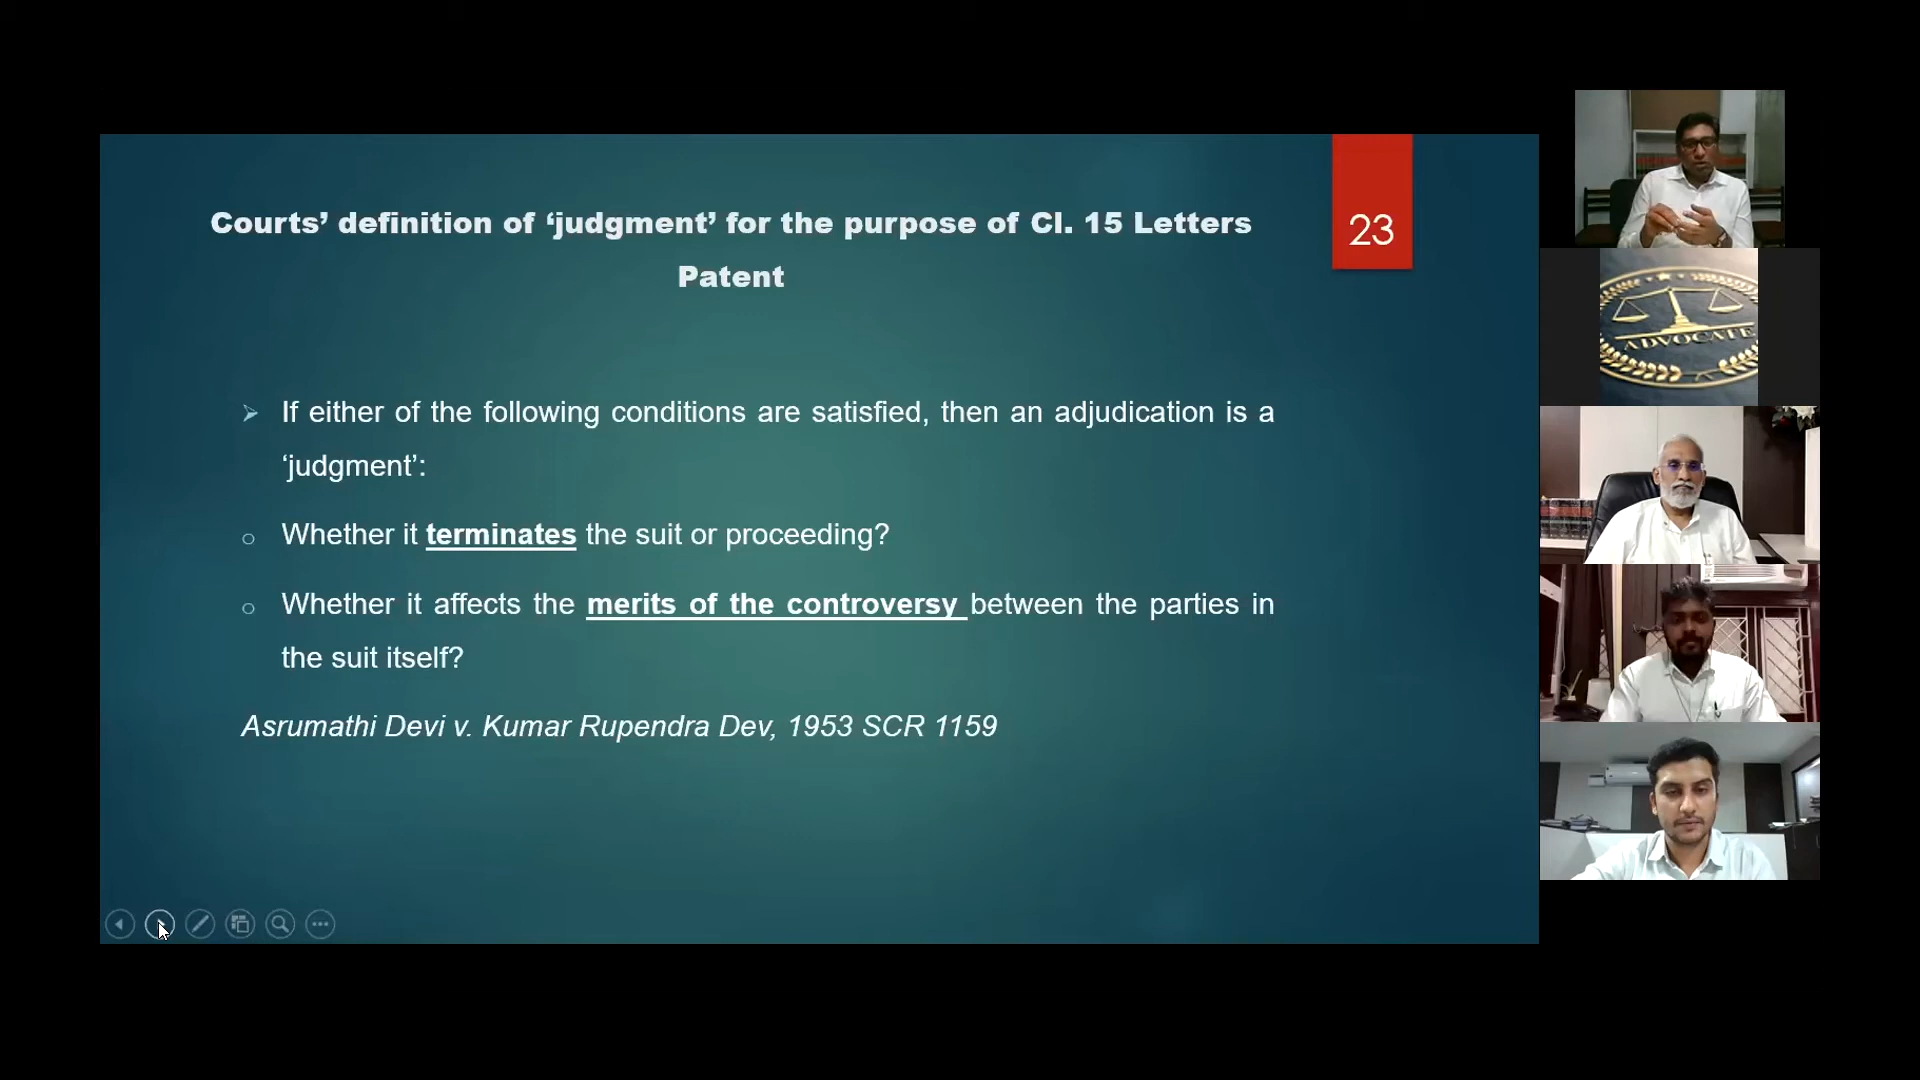 Courts’ definition of ‘judgment’ for the purpose of Cl. 15 Letters
Patent
23
If either of the following conditions are satisfied, then an adjudication is a
‘judgment’:
Whether it terminates the suit or proceeding?
Whether it affects the merits of the controversy between the parties in
the suit itself?
Asrumathi Devi v. Kumar Rupendra Dev, 1953 SCR 1159
ADVOCATE